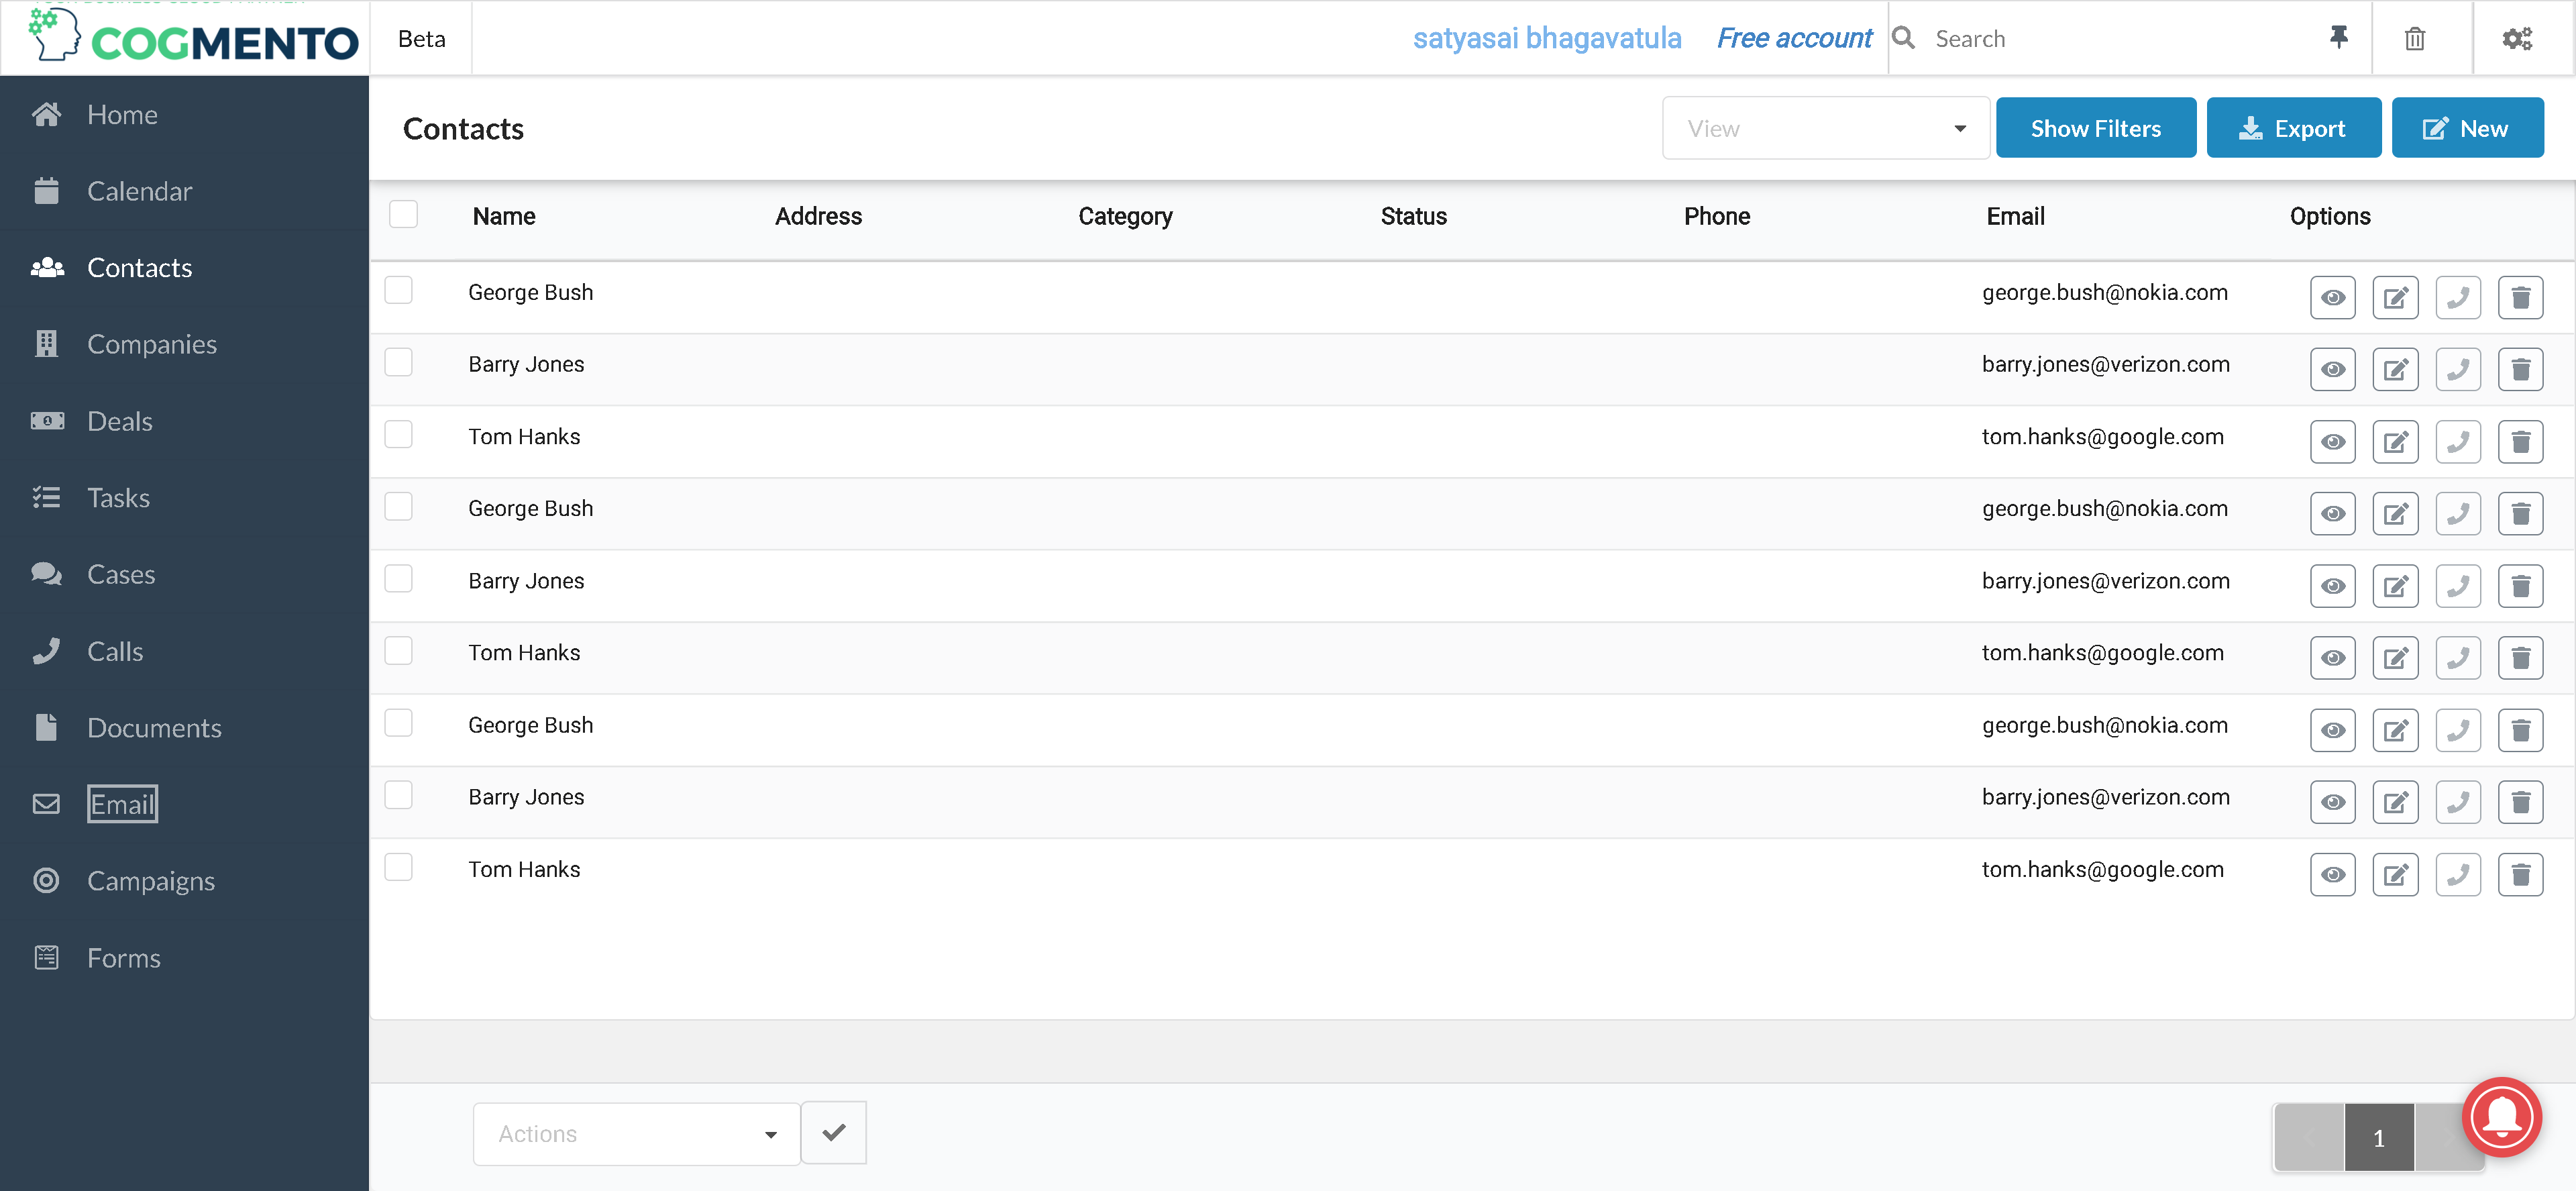 COGMENTO
Beta
satyasai bhagavatula
Free account
Search
Home
Calendar
Contacts
Companies
Deals
Tasks
Cases
Calls
Documents
Email
Campaigns
Forms
Contacts
View
Show Filters
Export
New
Name Address Category Status Phone Email Options
George Bush george.bush@nokia.com
Barry Jones barry.jones@verizon.com
Tom Hanks tom.hanks@google.com
George Bush george.bush@nokia.com
Barry Jones barry.jones@verizon.com
Tom Hanks tom.hanks@google.com
George Bush george.bush@nokia.com
Barry Jones barry.jones@verizon.com
Tom Hanks tom.hanks@google.com
Actions
1